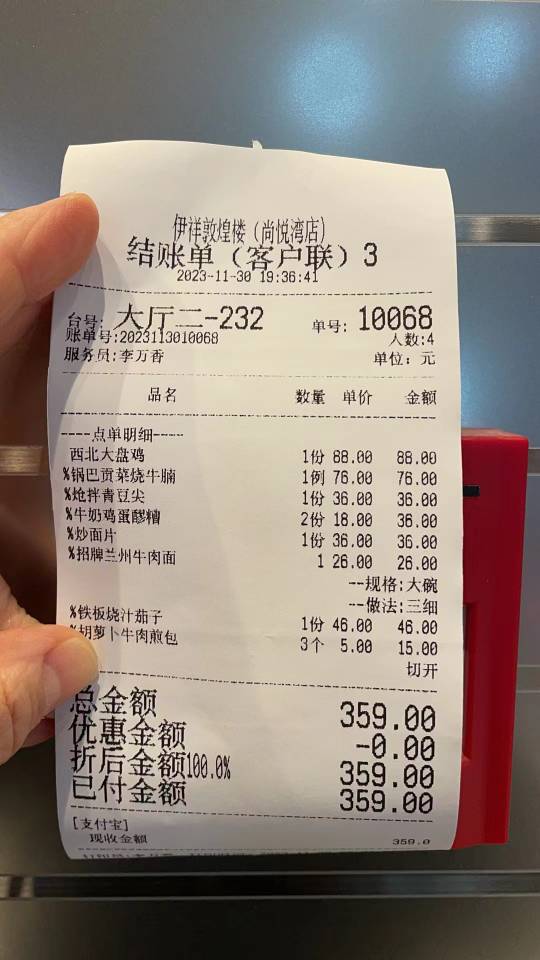 伊祥敦煌楼（尚悦湾店）
结账单（客户联）3
2023-11-30 19:36:41
台号: 大厅二-232 单号: 10068
账单号:2023113010068 人数:4
服务员:李万香 单位: 元
品名 数量 单价 金额
----点单明细----
西北大盘鸡 1份 88.00 88.00
%锅巴贡菜烧牛腩 1例 76.00 76.00
%炝拌青豆尖 1份 36.00 36.00
%牛奶鸡蛋醪糟 2份 18.00 36.00
%炒面片 1份 36.00 36.00
%招牌兰州牛肉面 1 26.00 26.00
--规格:大碗
--做法:三细
%铁板烧汁茄子 1份 46.00 46.00
%胡萝卜牛肉煎包 3个 5.00 15.00
切开
总金额 359.00
优惠金额 -0.00
折后金额100.0% 359.00
已付金额 359.00
[支付宝]
现收金额 359.0